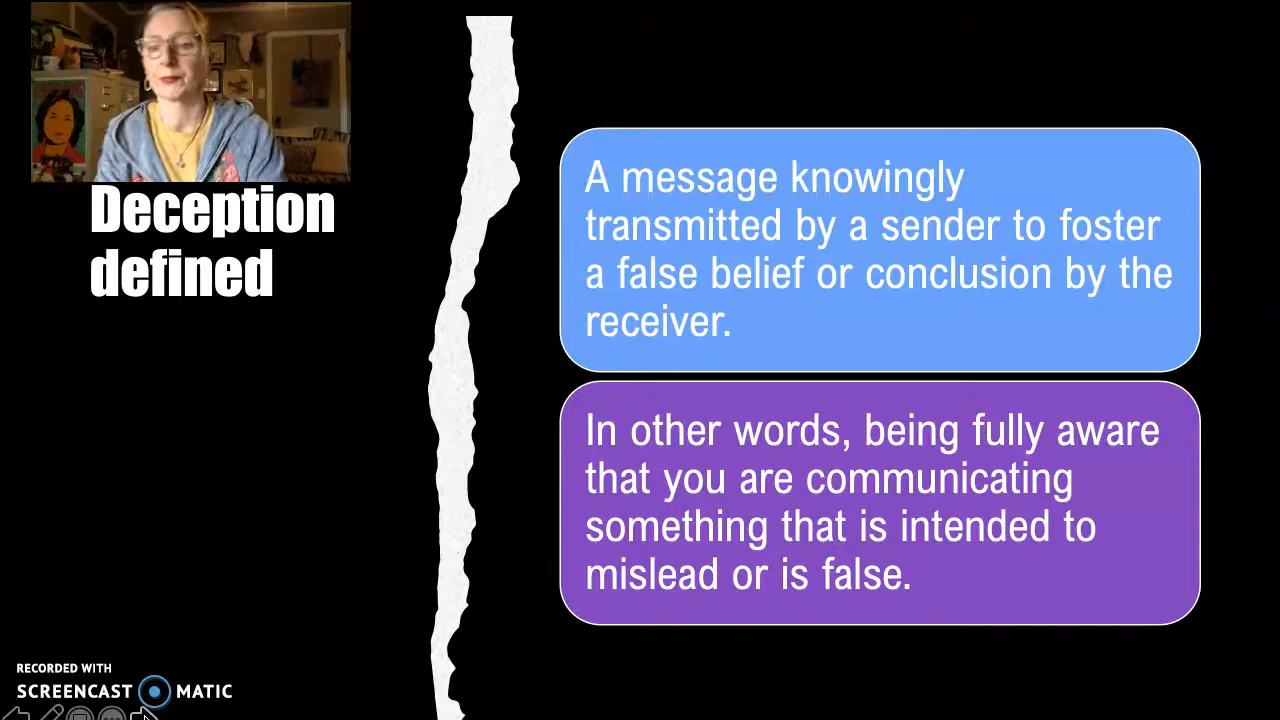 Deception
defined
A message knowingly
transmitted by a sender to foster
a false belief or conclusion by the
receiver.
In other words, being fully aware
that you are communicating
something that is intended to
mislead or is false.
RECORDED WITH
SCREENCAST MATIC